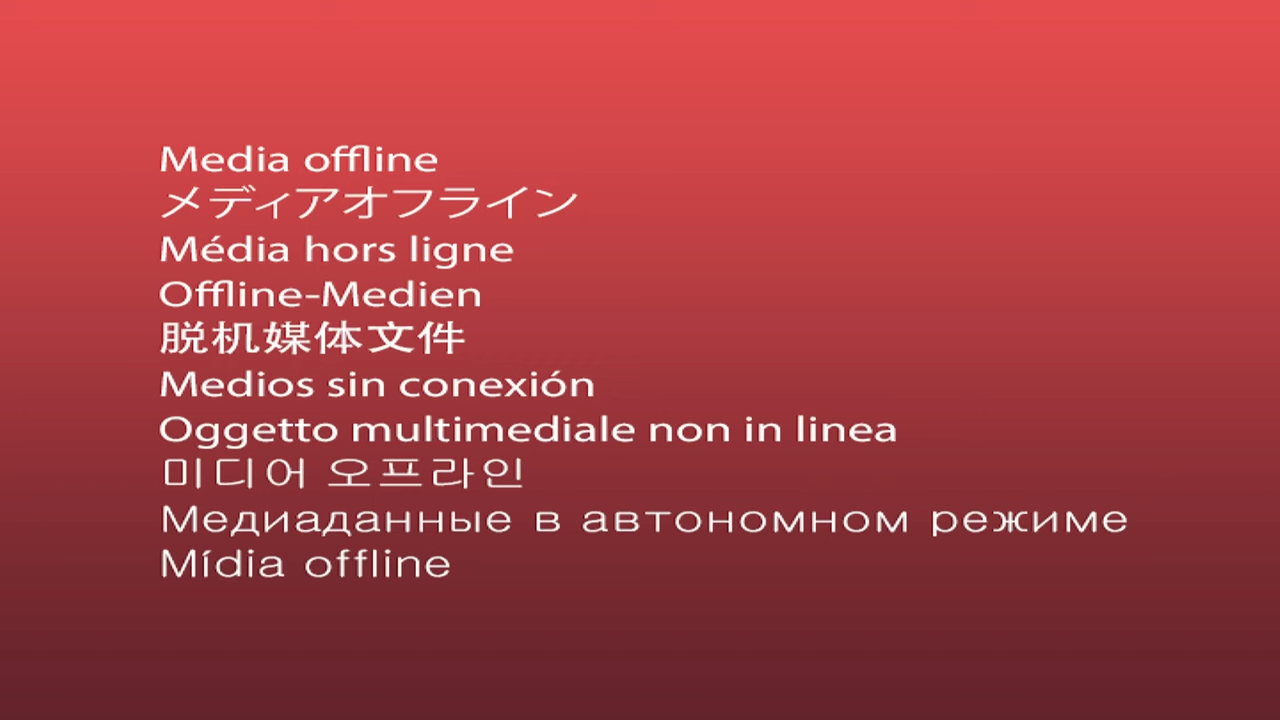 Media offline
メディアオフライン
Média hors ligne
Offline-Medien
脱机媒体文件
Medios sin conexión
Oggetto multimediale non in linea
미디어 오프라인
Медиаданные в автономном режиме
Mídia offline